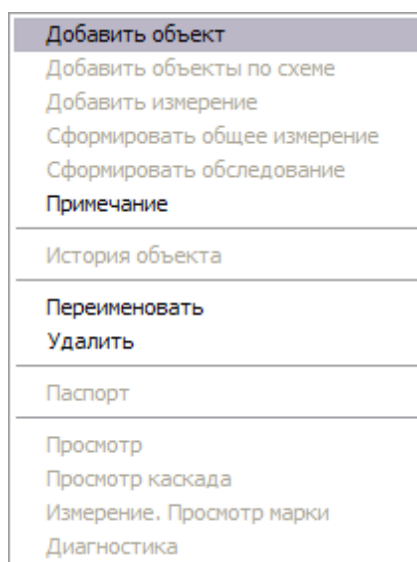 Добавить объект
Добавить объекты по схеме
Добавить измерение
Сформировать общее измерение
Сформировать обследование
Примечание
История объекта
Переименовать
Удалить
Паспорт
Просмотр
Просмотр каскада
Измерение. Просмотр марки
Диагностика